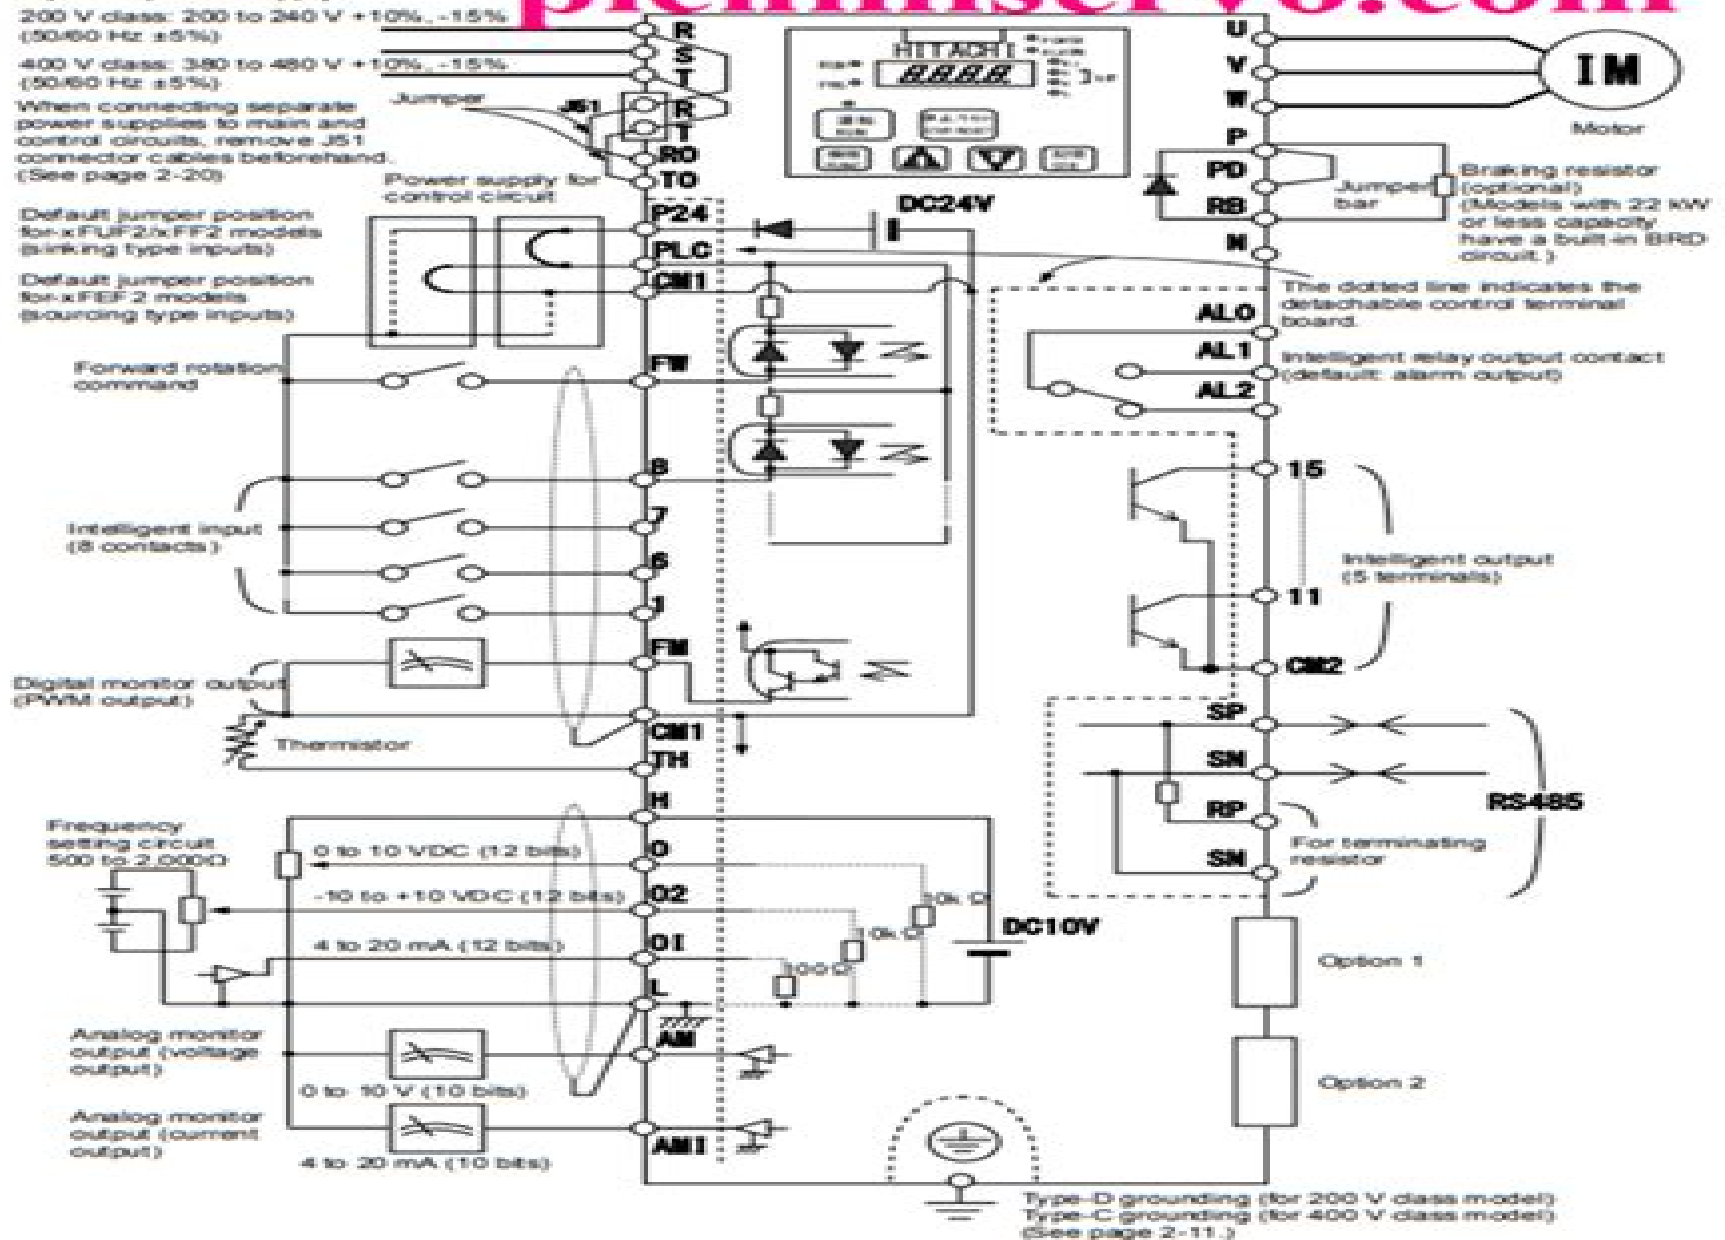 plcmiservo.com
200 V class: 200 to 240 V +10%, -15%
(50/60 Hz ±5%)
400 V class: 380 to 480 V +10%, -15%
(50/60 Hz ±5%)
When connecting separate
power supplies to main and
control circuits, remove J51
connector cables beforehand.
(See page 2-20)
Jumper
J51
R
S
T
R
T
RO
TO
Power supply for
control circuit
Default jumper position
for xFUF2/xFF2 models
(sinking type inputs)
Default jumper position
for xFEF2 models
(sourcing type inputs)
P24
PLC
CM1
DC24V
HITACHI
8.8.8.8.
U
V
W
IM
Motor
P
PD
RB
N
Jumper
bar
Braking resistor
(optional)
(Models with 22 kW
or less capacity
have a built-in BRD
circuit.)
The dotted line indicates the
detachable control terminal
board.
AL0
AL1
AL2
Intelligent relay output contact
(default: alarm output)
Forward rotation
command
FW
8
7
6
1
Intelligent input
(8 contacts)
15
11
CM2
Intelligent output
(5 terminals)
Digital monitor output
(PWM output)
FM
CM1
TH
Thermistor
SP
SN
RP
SN
RS485
For terminating
resistor
Frequency
setting circuit
500 to 2,000Ω
H
O
O2
OI
L
AM
AMI
0 to 10 VDC (12 bits)
-10 to +10 VDC (12 bits)
4 to 20 mA (12 bits)
10k Ω
10k Ω
100Ω
DC10V
Analog monitor
output (voltage
output)
0 to 10 V (10 bits)
Analog monitor
output (current
output)
4 to 20 mA (10 bits)
Option 1
Option 2
Type-D grounding (for 200 V class model)
Type-C grounding (for 400 V class model)
(See page 2-11.)